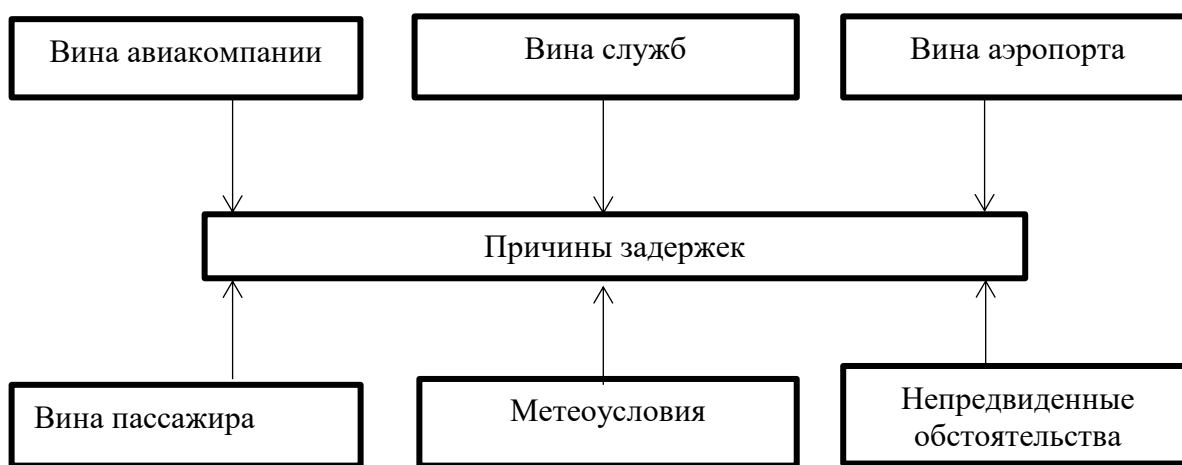 Вина авиакомпании
Вина служб
Вина аэропорта
Причины задержек
Вина пассажира
Метеоусловия
Непредвиденные
обстоятельства